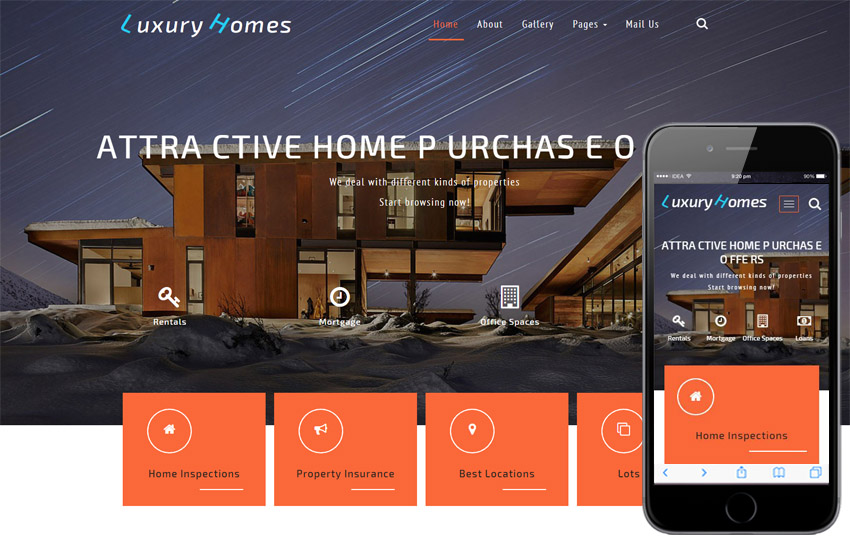 Luxury Homes
Home About Gallery Pages Mail Us
ATTRA CTIVE HOME P URCHAS E O
We deal with different kinds of properties
Start browsing now!
Rentals Mortgage Office Spaces
Home Inspections Property Insurance Best Locations Lots
IDEA 9:20 pm 90%
Luxury Homes
ATTRA CTIVE HOME P URCHAS E
O FFE RS
We deal with different kinds of properties
Start browsing now!
Rentals Mortgage Office Spaces Loans
Home Inspections